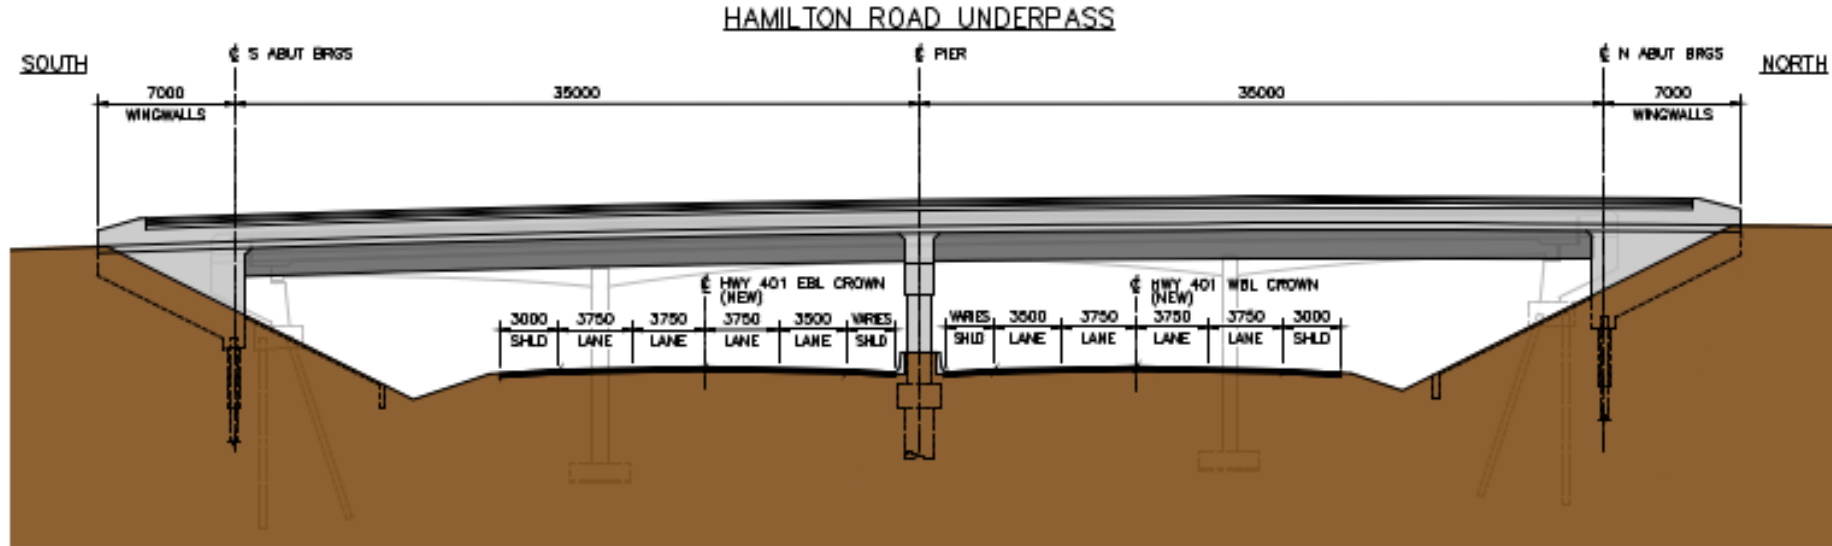 HAMILTON ROAD UNDERPASS
SOUTH
℄ S ABUT BRGS
℄ PIER
℄ N ABUT BRGS
NORTH
7000
WINGWALLS
35000
35000
7000
WINGWALLS
℄ HWY 401 EBL CROWN
(NEW)
℄ HWY 401 WBL CROWN
(NEW)
3000 3750 3750 3750 3500 VARIES
SHLD LANE LANE LANE LANE SHLD
VARIES 3500 3750 3750 3750 3000
SHLD LANE LANE LANE LANE SHLD